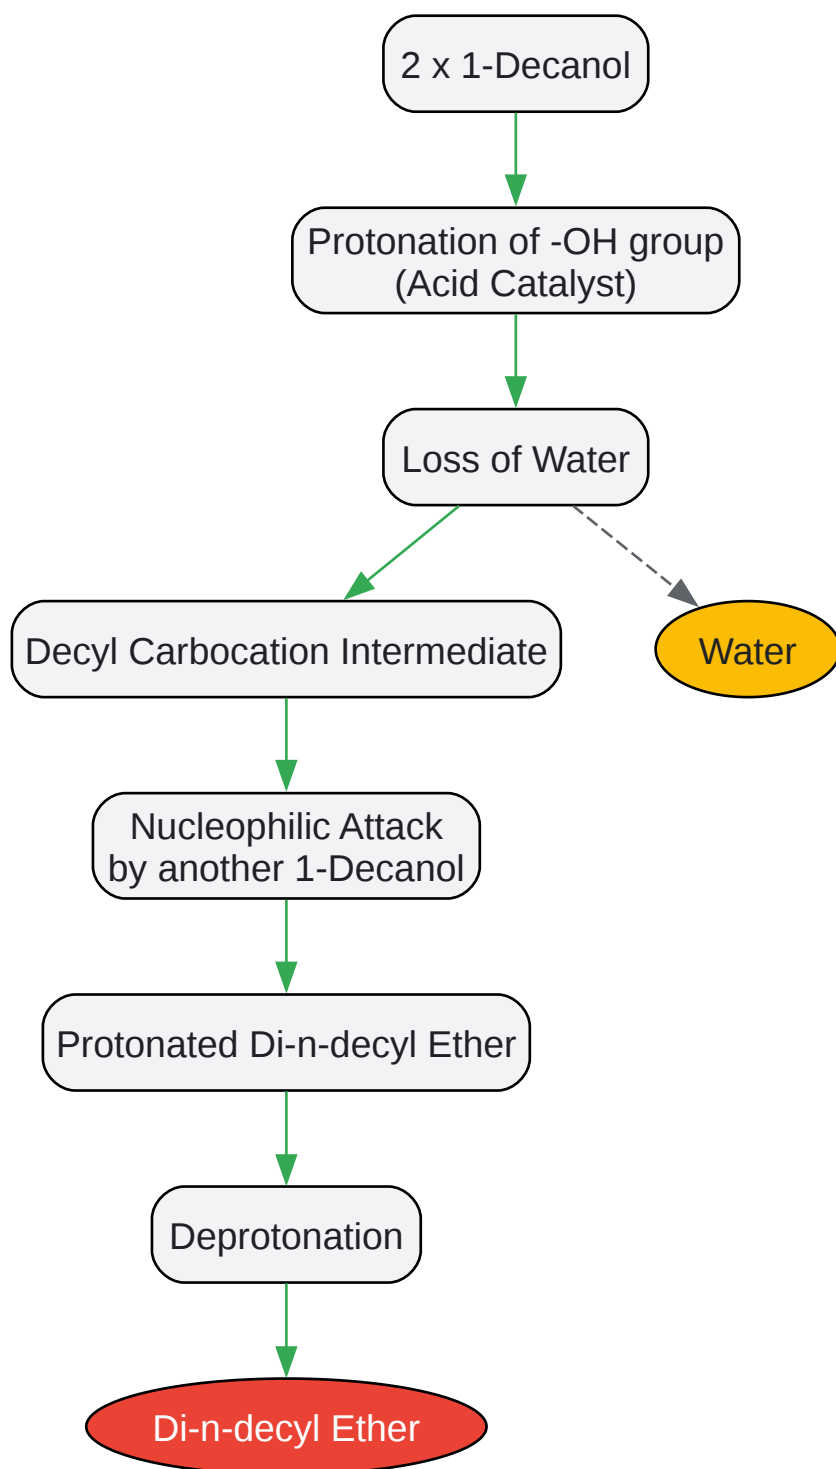 2 x 1-Decanol
Protonation of -OH group
(Acid Catalyst)
Loss of Water
Decyl Carbocation Intermediate
Water
Nucleophilic Attack
by another 1-Decanol
Protonated Di-n-decyl Ether
Deprotonation
Di-n-decyl Ether